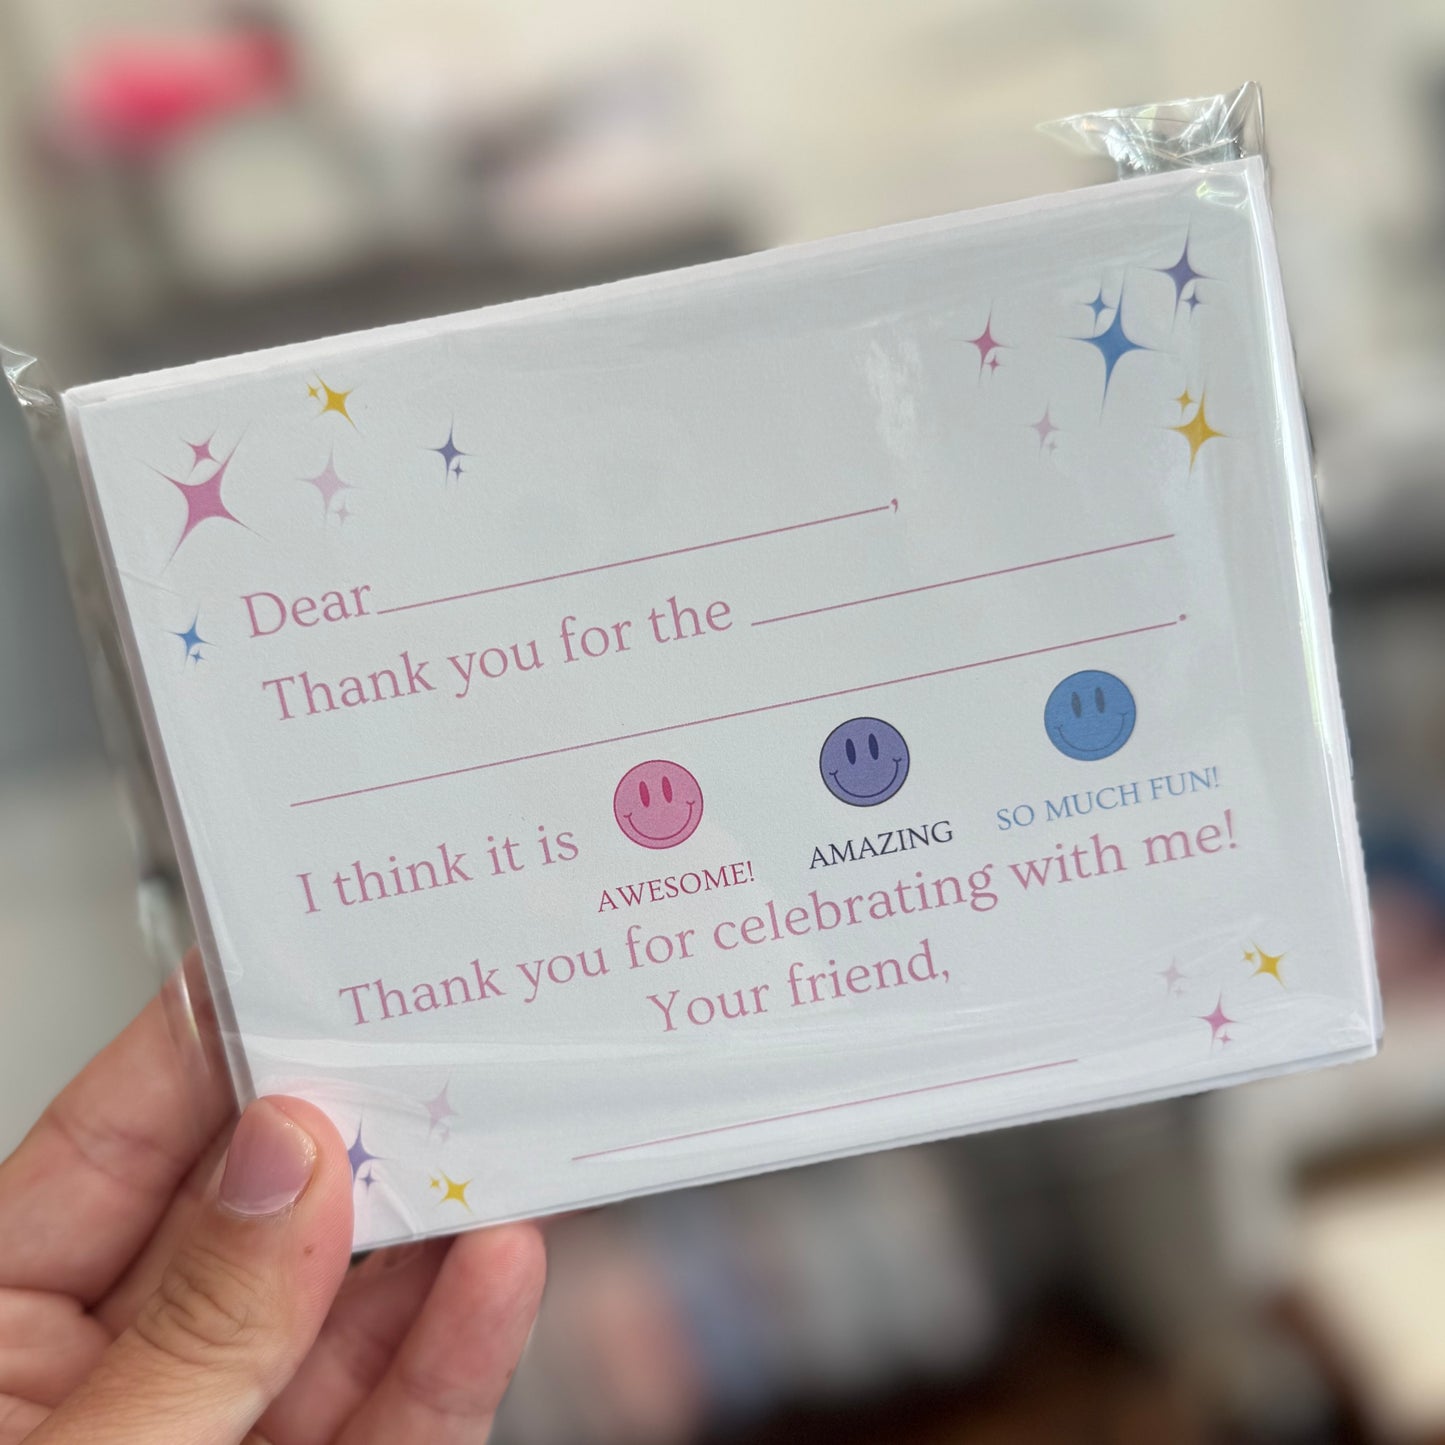 Dear ,
Thank you for the
.
I think it is
AWESOME! AMAZING SO MUCH FUN!
Thank you for celebrating with me!
Your friend,